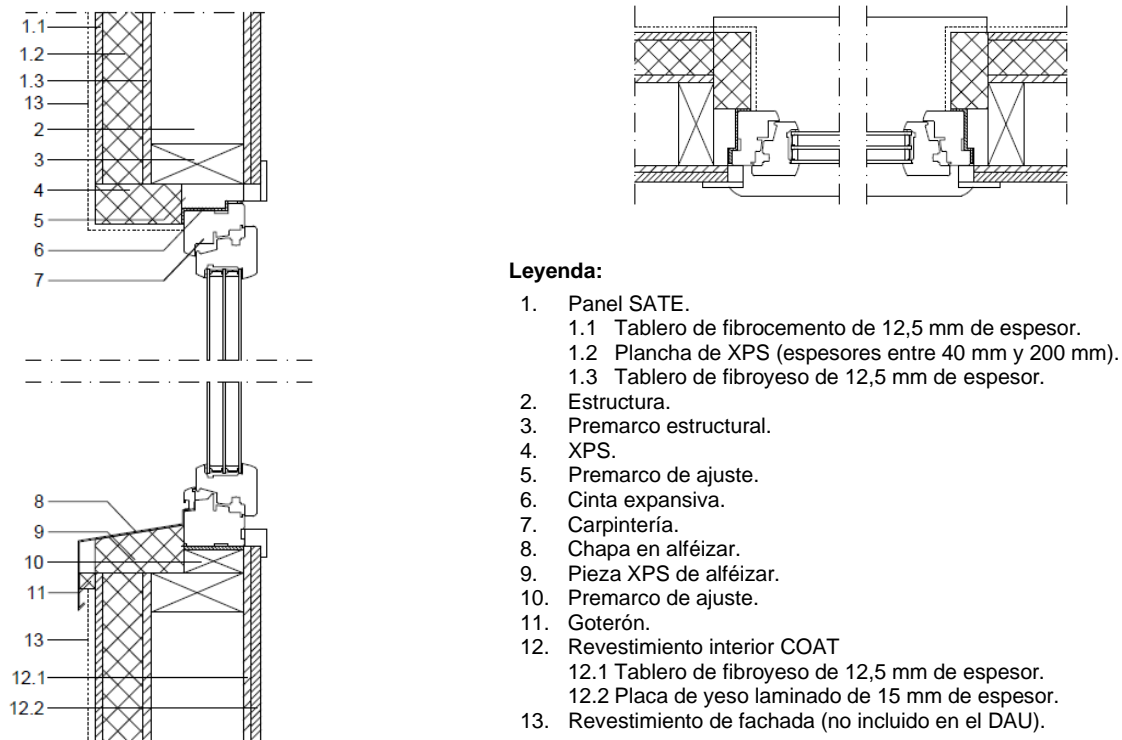 1.1
1.2
1.3
13
2
3
4
5
6
7
8
9
10
11
13
12.1
12.2
Leyenda:
1. Panel SATE.
1.1 Tablero de fibrocemento de 12,5 mm de espesor.
1.2 Plancha de XPS (espesores entre 40 mm y 200 mm).
1.3 Tablero de fibroyeso de 12,5 mm de espesor.
2. Estructura.
3. Premarco estructural.
4. XPS.
5. Premarco de ajuste.
6. Cinta expansiva.
7. Carpintería.
8. Chapa en alféizar.
9. Pieza XPS de alféizar.
10. Premarco de ajuste.
11. Goterón.
12. Revestimiento interior COAT
12.1 Tablero de fibroyeso de 12,5 mm de espesor.
12.2 Placa de yeso laminado de 15 mm de espesor.
13. Revestimiento de fachada (no incluido en el DAU).